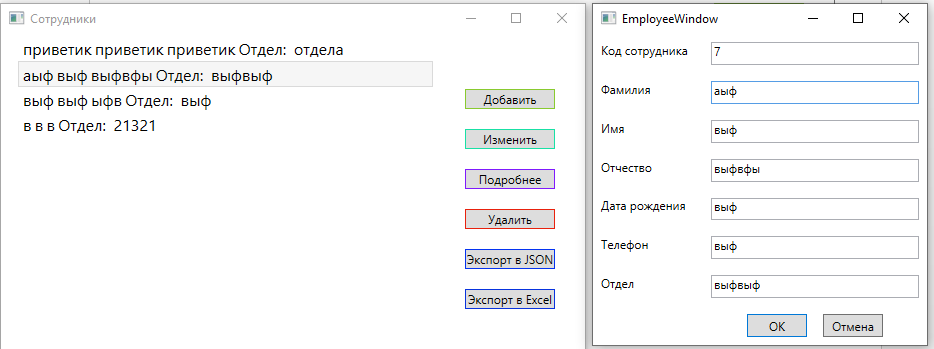 Сотрудники
приветик приветик приветик Отдел: отдела
аыф выф выфвфы Отдел: выфвыф
выф выф ыфв Отдел: выф
в в в Отдел: 21321
Добавить
Изменить
Подробнее
Удалить
Экспорт в JSON
Экспорт в Excel
EmployeeWindow
Код сотрудника 7
Фамилия аыф
Имя выф
Отчество выфвфы
Дата рождения выф
Телефон выф
Отдел выфвыф
OK Отмена